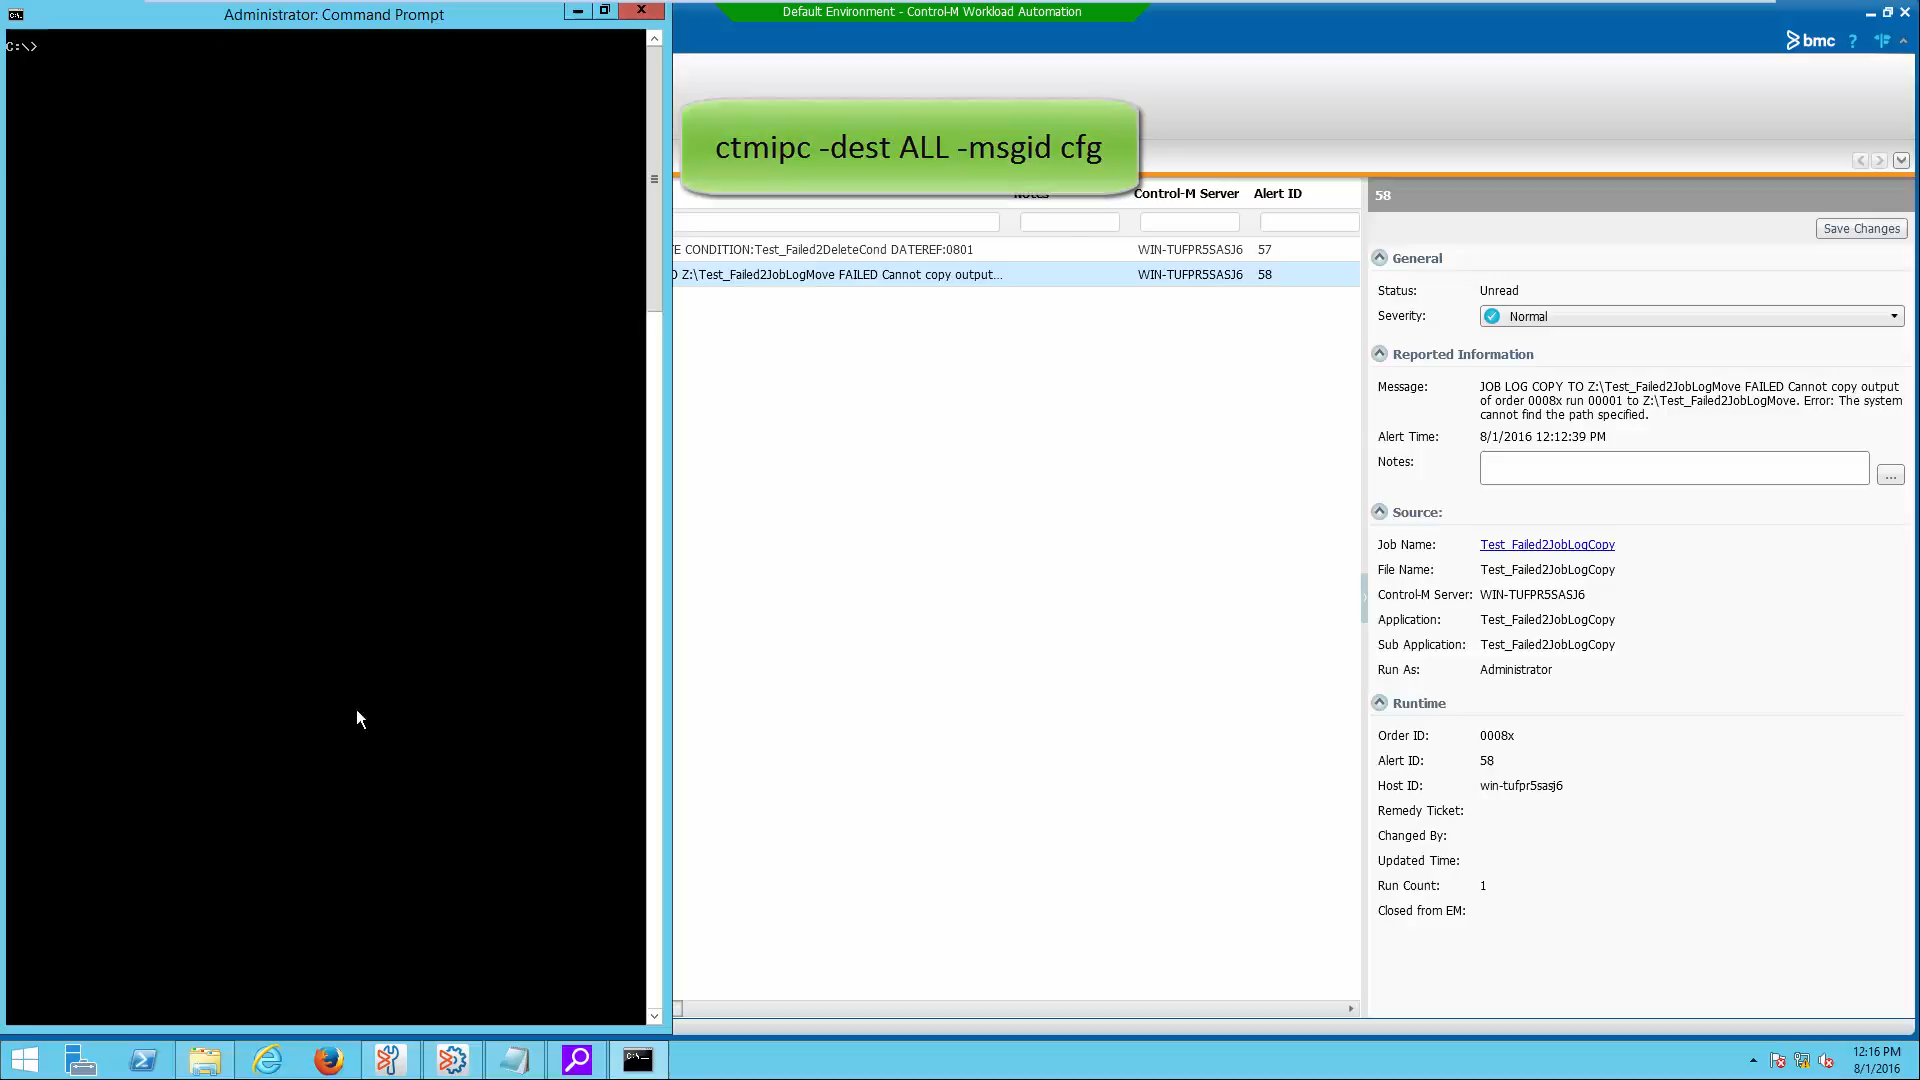 Administrator: Command Prompt
C:\>
Default Environment - Control-M Workload Automation
bmc
?
ctmipc -dest ALL -msgid cfg
Notes
Control-M Server
Alert ID
E CONDITION:Test_Failed2DeleteCond DATEREF:0801
WIN-TUFPR5SASJ6
57
Z:\Test_Failed2JobLogMove FAILED Cannot copy output...
WIN-TUFPR5SASJ6
58
58
Save Changes
General
Status: Unread
Severity: Normal
Reported Information
Message: JOB LOG COPY TO Z:\Test_Failed2JobLogMove FAILED Cannot copy output
of order 0008x run 00001 to Z:\Test_Failed2JobLogMove. Error: The system
cannot find the path specified.
Alert Time: 8/1/2016 12:12:39 PM
Notes:
...
Source:
Job Name: Test_Failed2JobLogCopy
File Name: Test_Failed2JobLogCopy
Control-M Server: WIN-TUFPR5SASJ6
Application: Test_Failed2JobLogCopy
Sub Application: Test_Failed2JobLogCopy
Run As: Administrator
Runtime
Order ID: 0008x
Alert ID: 58
Host ID: win-tufpr5sasj6
Remedy Ticket:
Changed By:
Updated Time:
Run Count: 1
Closed from EM:
12:16 PM
8/1/2016